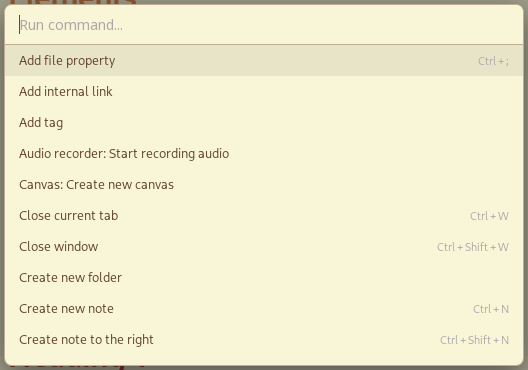 Elements
Run command...
Add file property Ctrl + ;
Add internal link
Add tag
Audio recorder: Start recording audio
Canvas: Create new canvas
Close current tab Ctrl + W
Close window Ctrl + Shift + W
Create new folder
Create new note Ctrl + N
Create note to the right Ctrl + Shift + N